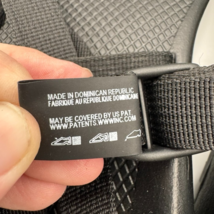 MADE IN DOMINICAN REPUBLIC
FABRIQUÉ AU RÉPUBLIQUE DOMINICAINE
MAY BE COVERED BY US PAT
WWW.PATENTS.WWWINC.COM